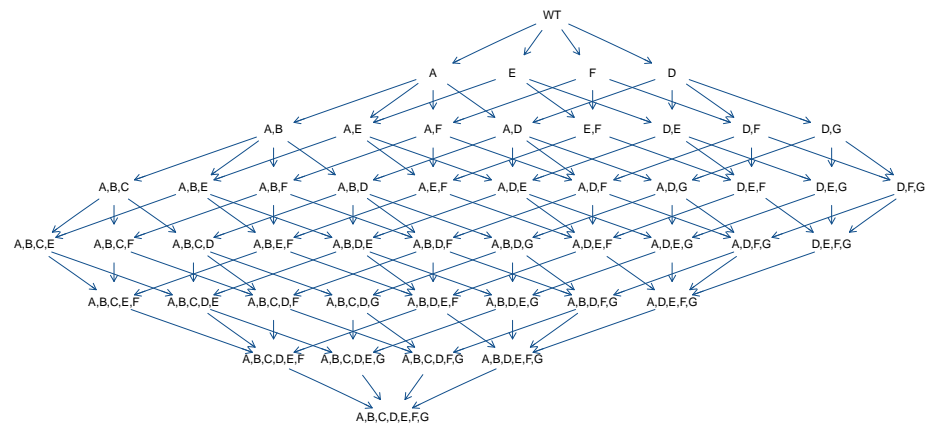 WT
A E F D
A,B A,E A,F A,D E,F D,E D,F D,G
A,B,C A,B,E A,B,F A,B,D A,E,F A,D,E A,D,F A,D,G D,E,F D,E,G D,F,G
A,B,C,E A,B,C,F A,B,C,D A,B,E,F A,B,D,E A,B,D,F A,B,D,G A,D,E,F A,D,E,G A,D,F,G D,E,F,G
A,B,C,E,F A,B,C,D,E A,B,C,D,F A,B,C,D,G A,B,D,E,F A,B,D,E,G A,B,D,F,G A,D,E,F,G
A,B,C,D,E,F A,B,C,D,E,G A,B,C,D,F,G A,B,D,E,F,G
A,B,C,D,E,F,G